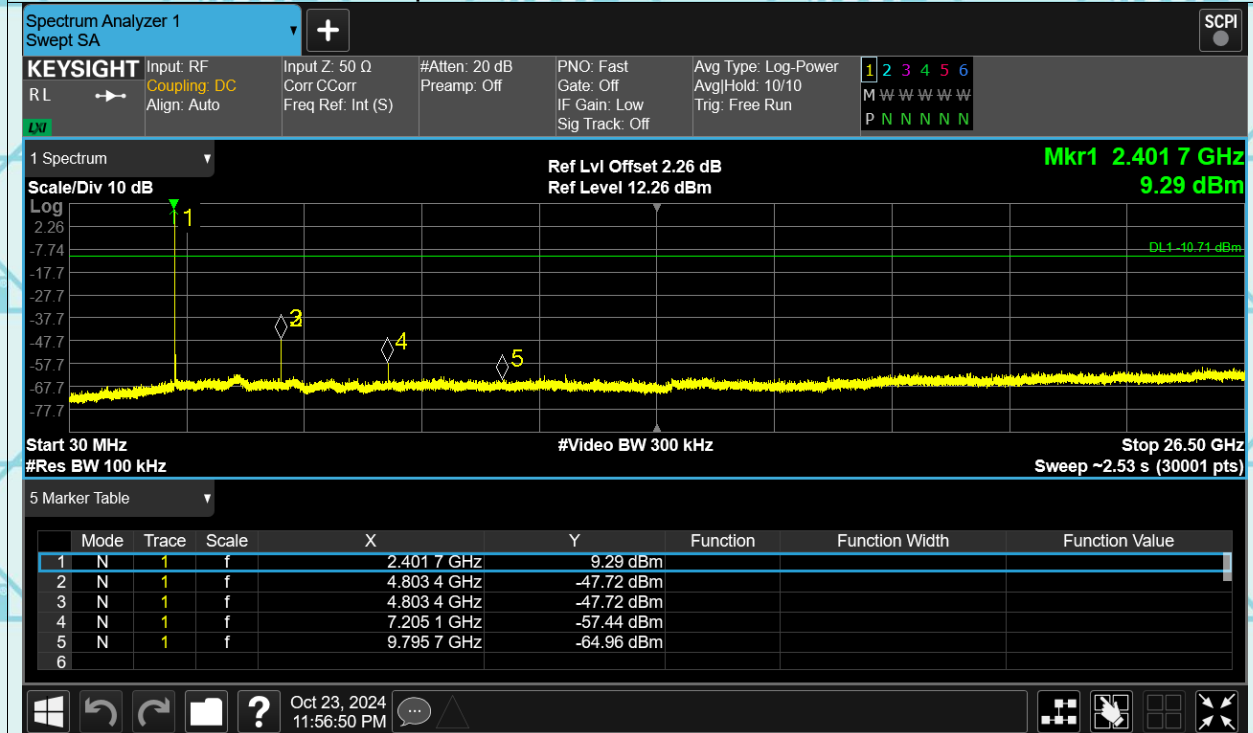 Spectrum Analyzer 1
Swept SA
▼
+
SCPI
KEYSIGHT
RL
LXI
Input: RF
Coupling: DC
Align: Auto
Input Z: 50 Ω
Corr CCorr
Freq Ref: Int (S)
#Atten: 20 dB
Preamp: Off
PNO: Fast
Gate: Off
IF Gain: Low
Sig Track: Off
Avg Type: Log-Power
Avg|Hold: 10/10
Trig: Free Run
1 2 3 4 5 6
M W W W W W
P N N N N N
1 Spectrum
Scale/Div 10 dB
Ref Lvl Offset 2.26 dB
Ref Level 12.26 dBm
Mkr1 2.401 7 GHz
9.29 dBm
Log
2.26
-7.74
-17.7
-27.7
-37.7
-47.7
-57.7
-67.7
-77.7
1
DL1 -10.71 dBm
3
4
5
Start 30 MHz
#Video BW 300 kHz
Stop 26.50 GHz
#Res BW 100 kHz
Sweep ~2.53 s (30001 pts)
5 Marker Table
Mode Trace Scale X Y Function Function Width Function Value
1 N 1 f 2.401 7 GHz 9.29 dBm
2 N 1 f 4.803 4 GHz -47.72 dBm
3 N 1 f 4.803 4 GHz -47.72 dBm
4 N 1 f 7.205 1 GHz -57.44 dBm
5 N 1 f 9.795 7 GHz -64.96 dBm
6
?
Oct 23, 2024
11:56:50 PM